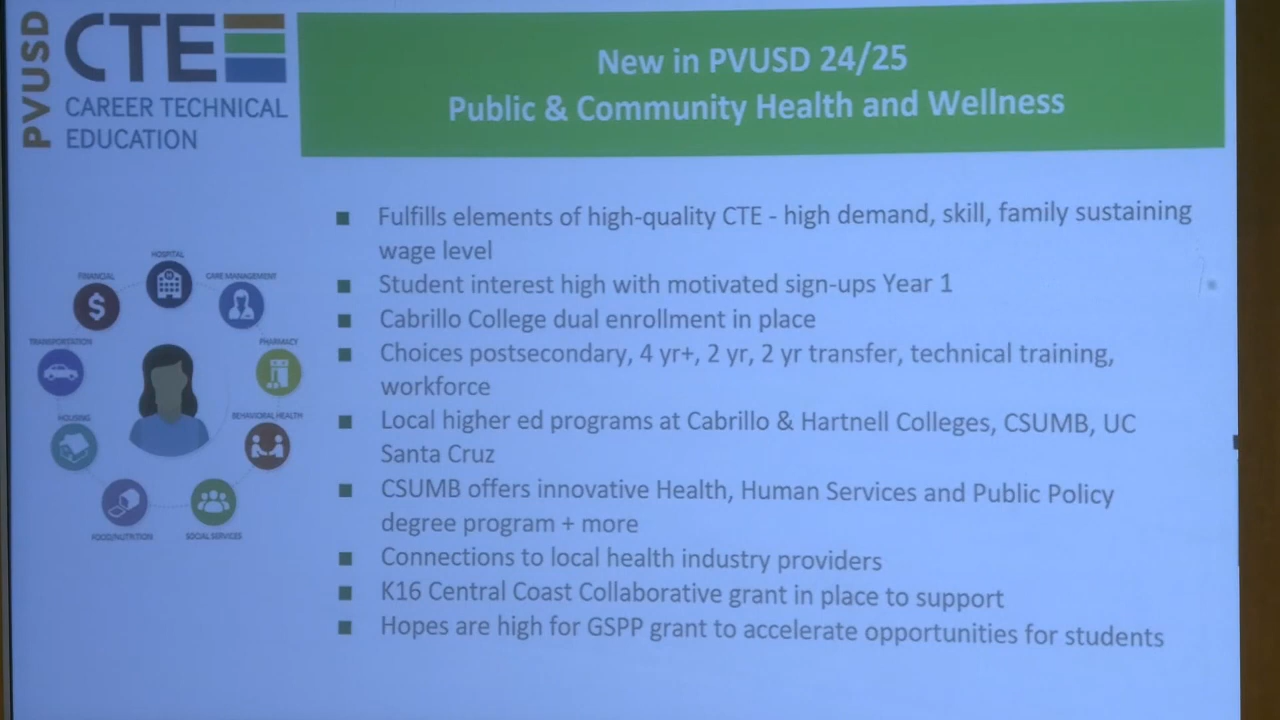 PVUSD
CTE
CAREER TECHNICAL
EDUCATION
New in PVUSD 24/25
Public & Community Health and Wellness
HOSPITAL
FINANCIAL
CARE MANAGEMENT
TRANSPORTATION
PHARMACY
HOUSING
BEHAVIORAL HEALTH
FOOD/NUTRITION
SOCIAL SERVICES
Fulfills elements of high-quality CTE - high demand, skill, family sustaining
wage level
Student interest high with motivated sign-ups Year 1
Cabrillo College dual enrollment in place
Choices postsecondary, 4 yr+, 2 yr, 2 yr transfer, technical training,
workforce
Local higher ed programs at Cabrillo & Hartnell Colleges, CSUMB, UC
Santa Cruz
CSUMB offers innovative Health, Human Services and Public Policy
degree program + more
Connections to local health industry providers
K16 Central Coast Collaborative grant in place to support
Hopes are high for GSPP grant to accelerate opportunities for students